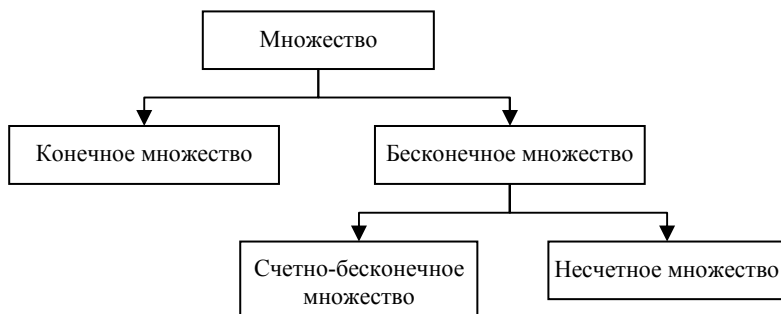 Множество
Конечное множество
Бесконечное множество
Счетно-бесконечное
множество
Несчетное множество